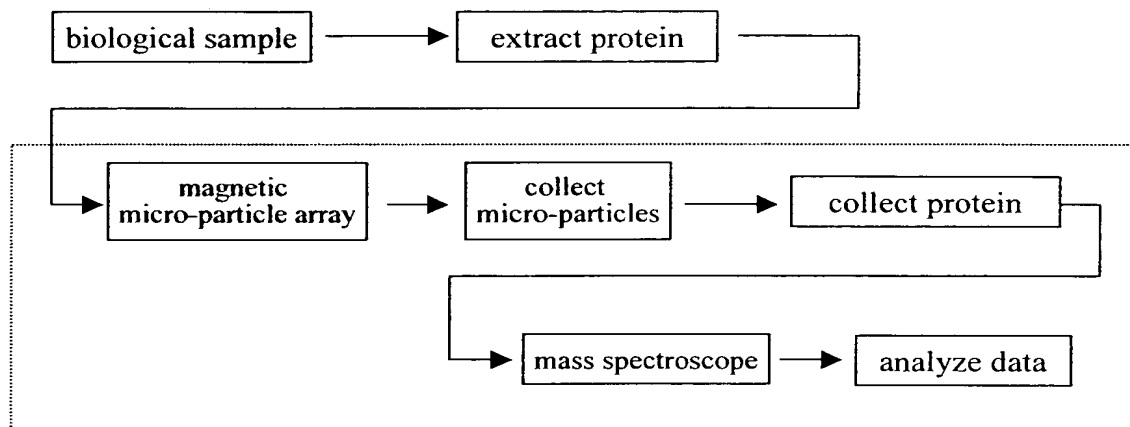 biological sample
extract protein
magnetic
micro-particle array
collect
micro-particles
collect protein
mass spectroscope
analyze data